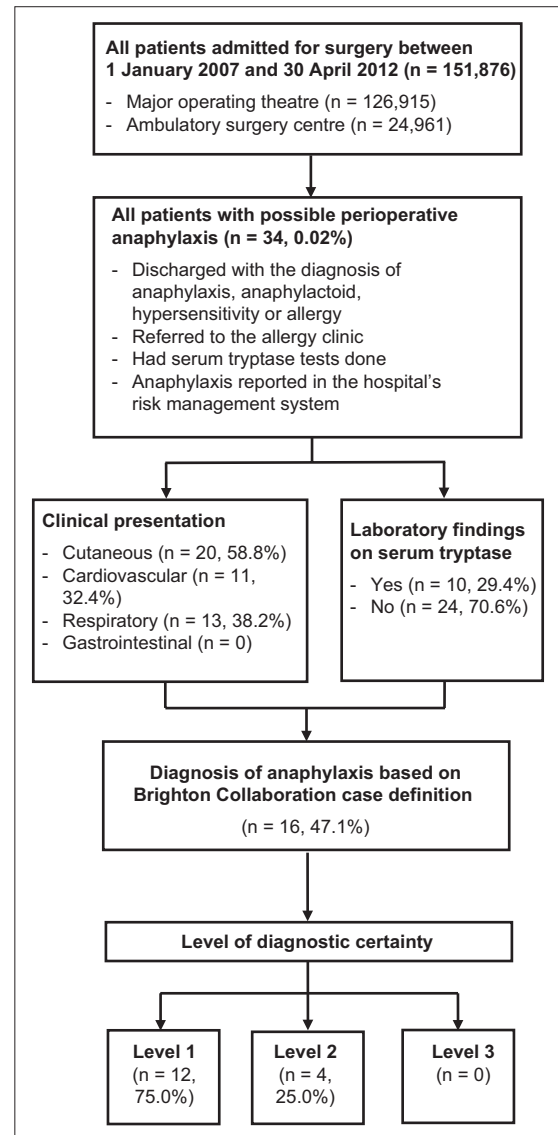 All patients admitted for surgery between
1 January 2007 and 30 April 2012 (n = 151,876)
- Major operating theatre (n = 126,915)
- Ambulatory surgery centre (n = 24,961)
All patients with possible perioperative
anaphylaxis (n = 34, 0.02%)
- Discharged with the diagnosis of
anaphylaxis, anaphylactoid,
hypersensitivity or allergy
- Referred to the allergy clinic
- Had serum tryptase tests done
- Anaphylaxis reported in the hospital's
risk management system
Clinical presentation
- Cutaneous (n = 20, 58.8%)
- Cardiovascular (n = 11,
32.4%)
- Respiratory (n = 13, 38.2%)
- Gastrointestinal (n = 0)
Laboratory findings
on serum tryptase
- Yes (n = 10, 29.4%)
- No (n = 24, 70.6%)
Diagnosis of anaphylaxis based on
Brighton Collaboration case definition
(n = 16, 47.1%)
Level of diagnostic certainty
Level 1
(n = 12,
75.0%)
Level 2
(n = 4,
25.0%)
Level 3
(n = 0)